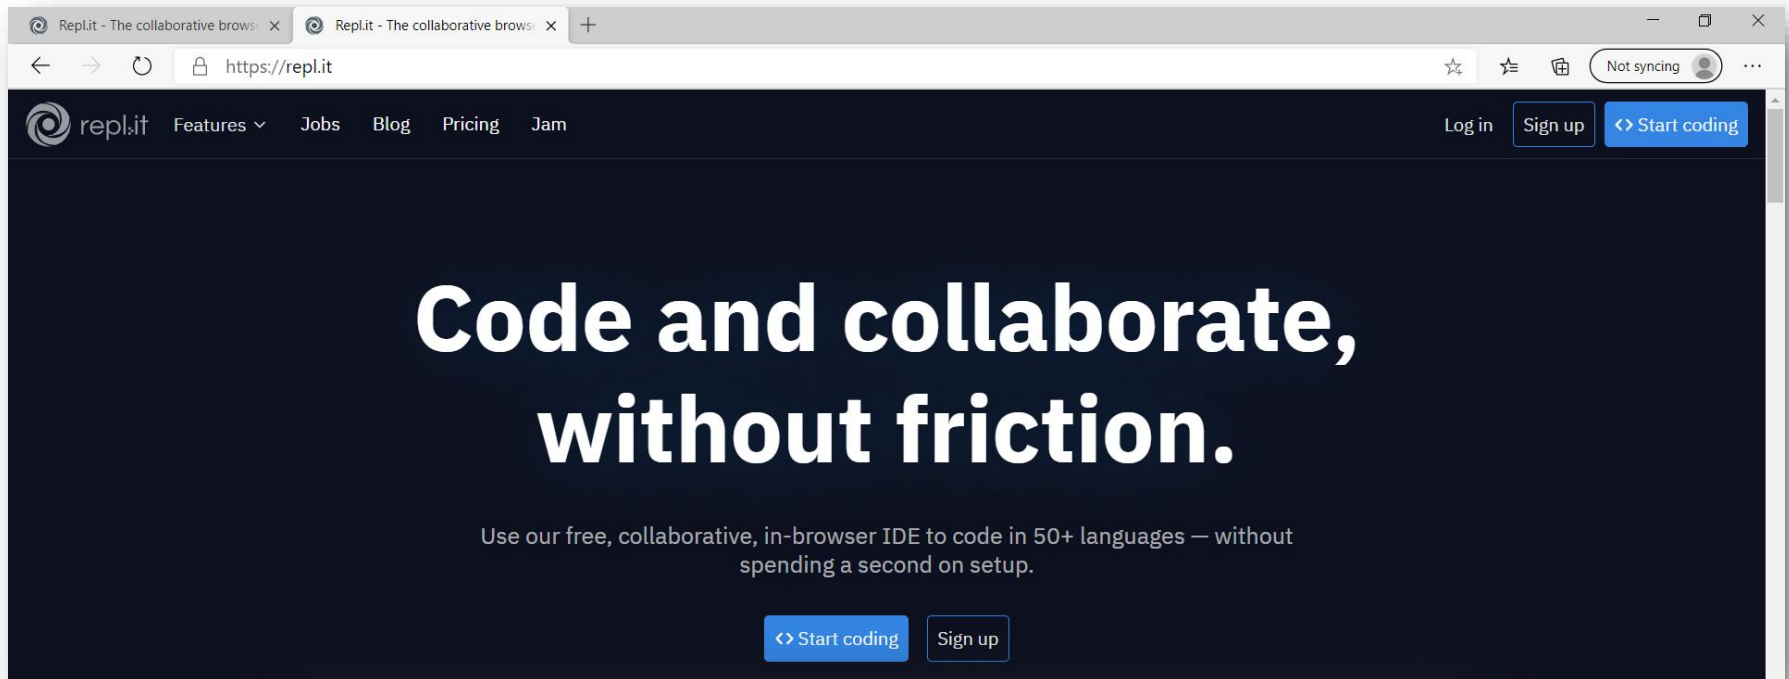 Repl.it - The collaborative brows
Repl.it - The collaborative brows
https://repl.it
Not syncing
repl.it
Features
Jobs
Blog
Pricing
Jam
Log in
Sign up
<> Start coding
Code and collaborate,
without friction.
Use our free, collaborative, in-browser IDE to code in 50+ languages — without
spending a second on setup.
<> Start coding
Sign up